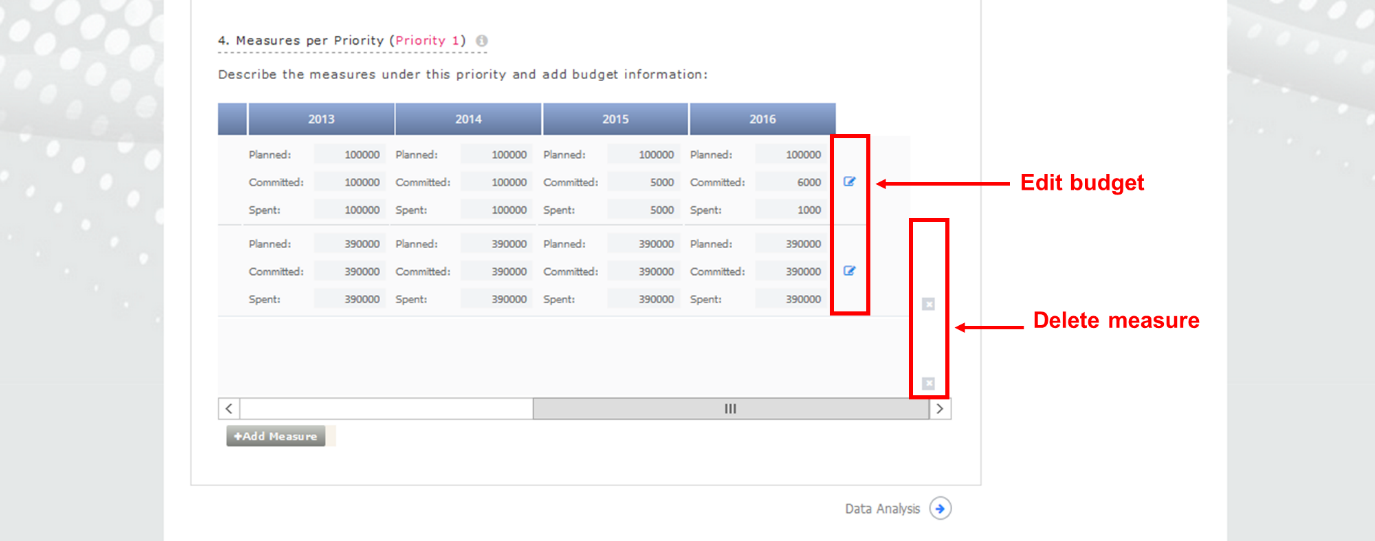 4. Measures per Priority (Priority 1)
Describe the measures under this priority and add budget information:
2013 2014 2015 2016
Planned: 100000 Planned: 100000 Planned: 100000 Planned: 100000
Committed: 100000 Committed: 100000 Committed: 5000 Committed: 6000
Edit budget
Spent: 100000 Spent: 100000 Spent: 5000 Spent: 1000
Planned: 390000 Planned: 390000 Planned: 390000 Planned: 390000
Committed: 390000 Committed: 390000 Committed: 390000 Committed: 390000
Spent: 390000 Spent: 390000 Spent: 390000 Spent: 390000
Delete measure
+Add Measure
Data Analysis